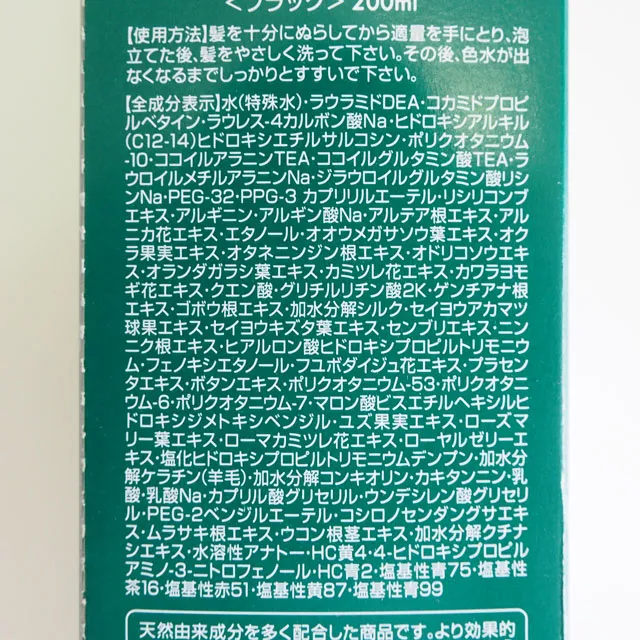 <ブラック> 200ml
【使用方法】髪を十分にぬらしてから適量を手にとり、泡
立てた後、髪をやさしく洗って下さい。その後、色水が出
なくなるまでしっかりとすすいで下さい。
【全成分表示】水(特殊水)・ラウラミドDEA・コカミドプロピ
ルベタイン・ラウレス-4カルボン酸Na・ヒドロキシアルキル
(C12-14)ヒドロキシエチルサルコシン・ポリクオタニウム
-10・ココイルアラニンTEA・ココイルグルタミン酸TEA・ラ
ウロイルメチルアラニンNa・ジラウロイルグルタミン酸リシ
ンNa・PEG-32・PPG-3 カプリリルエーテル・リシリコンブ
エキス・アルギニン・アルギン酸Na・アルテア根エキス・アル
ニカ花エキス・エタノール・オオウメガサソウ葉エキス・オク
ラ果実エキス・オタネニンジン根エキス・オドリコソウエキ
ス・オランダガラシ葉エキス・カミツレ花エキス・カワラヨモ
ギ花エキス・クエン酸・グリチルリチン酸2K・ゲンチアナ根
エキス・ゴボウ根エキス・加水分解シルク・セイヨウアカマツ
球果エキス・セイヨウキズタ葉エキス・センブリエキス・ニン
ニク根エキス・ヒアルロン酸ヒドロキシプロピルトリモニウ
ム・フェノキシエタノール・フユボダイジュ花エキス・プラセン
タエキス・ボタンエキス・ポリクオタニウム-53・ポリクオタニ
ウム-6・ポリクオタニウム-7・マロン酸ビスエチルヘキシルヒ
ドロキシジメトキシベンジル・ユズ果実エキス・ローズマ
リー葉エキス・ローマカミツレ花エキス・ローヤルゼリーエ
キス・塩化ヒドロキシプロピルトリモニウムデンプン・加水分
解ケラチン(羊毛)・加水分解コンキオリン・カキタンニン・乳
酸・乳酸Na・カプリル酸グリセリル・ウンデシレン酸グリセリ
ル・PEG-2ベンジルエーテル・コシロノセンダングサエキ
ス・ムラサキ根エキス・ウコン根茎エキス・加水分解クチナ
シエキス・水溶性アナトー・HC黄4・4-ヒドロキシプロピル
アミノ-3-ニトロフェノール・HC青2・塩基性青75・塩基性
茶16・塩基性赤51・塩基性黄87・塩基性青99
天然由来成分を多く配合した商品です。より効果的